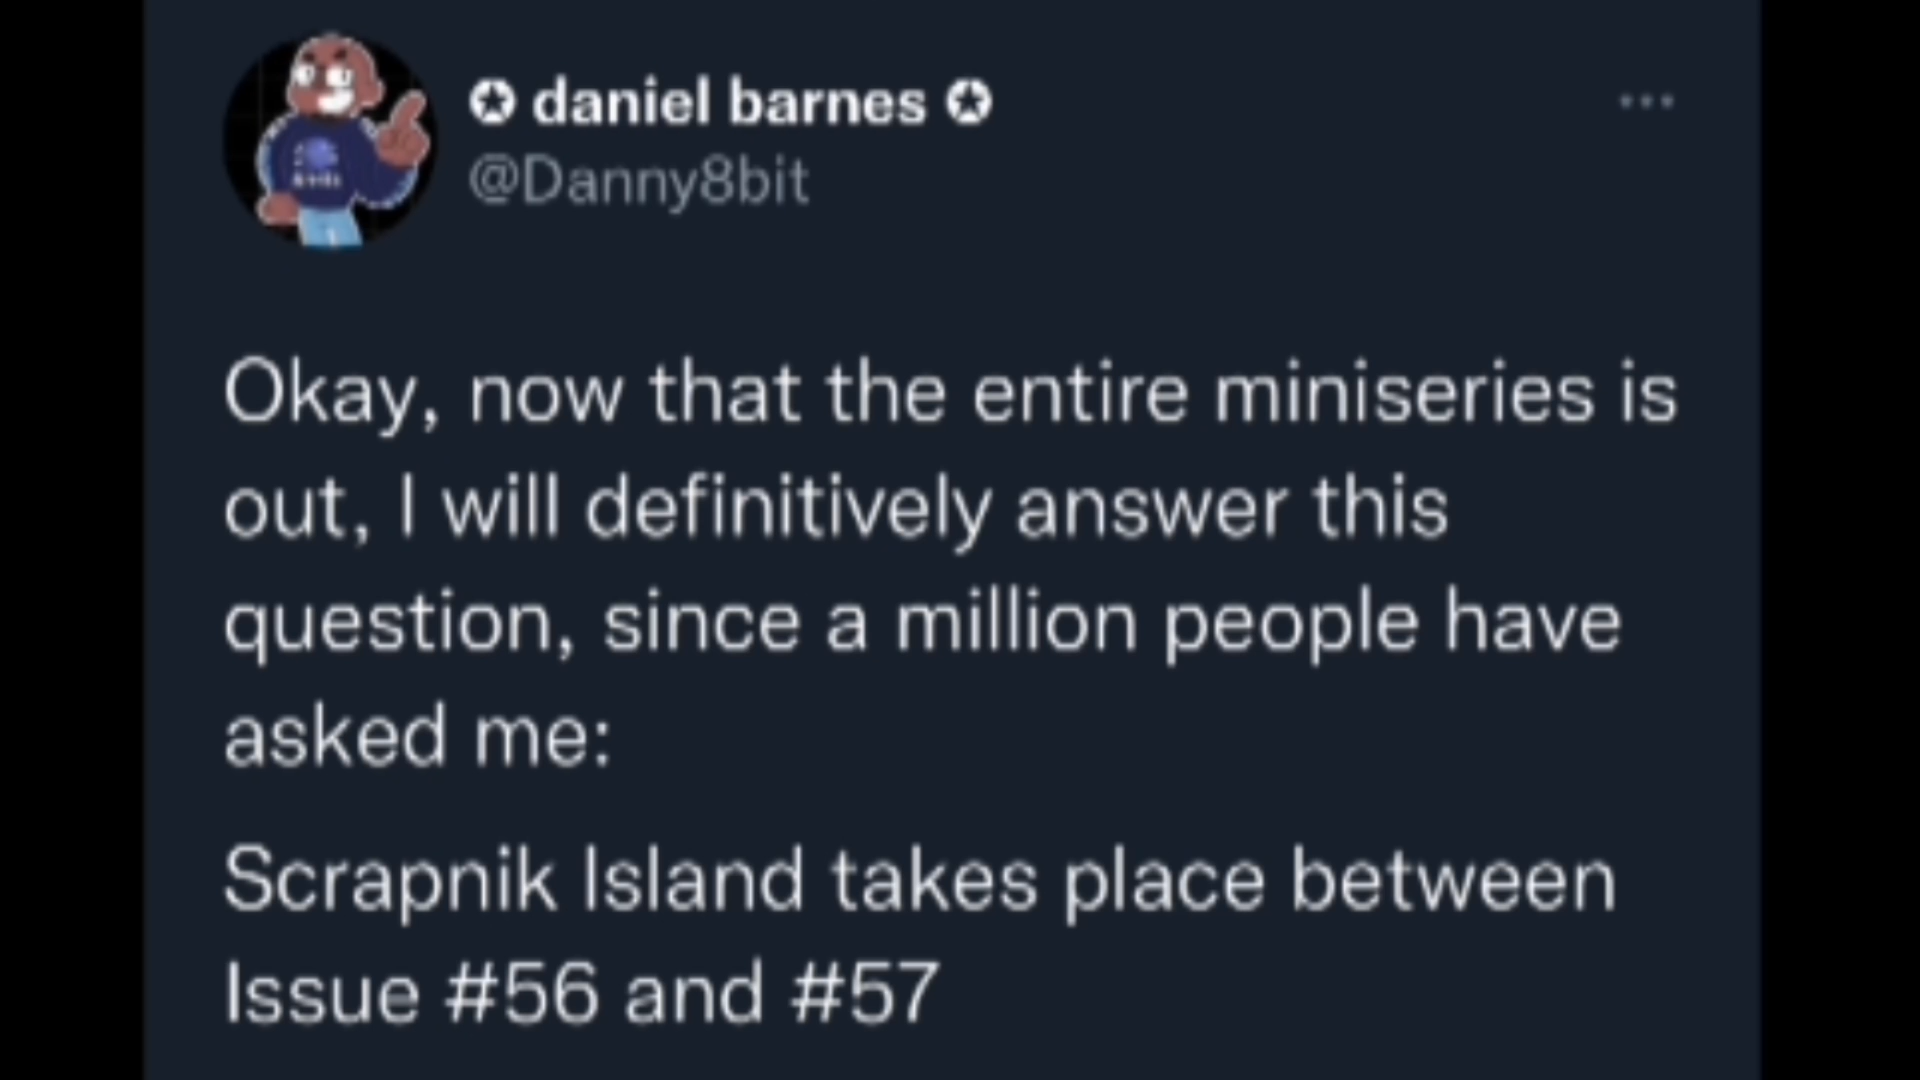 ✪ daniel barnes ✪
@Danny8bit
Okay, now that the entire miniseries is
out, I will definitively answer this
question, since a million people have
asked me:
Scrapnik Island takes place between
Issue #56 and #57